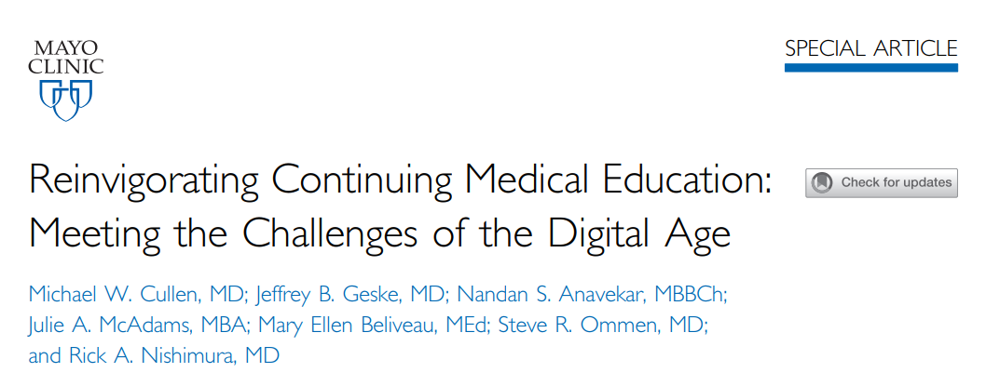 MAYO
CLINIC
SPECIAL ARTICLE
Reinvigorating Continuing Medical Education:
Meeting the Challenges of the Digital Age
Check for updates
Michael W. Cullen, MD; Jeffrey B. Geske, MD; Nandan S. Anavekar, MBBCh;
Julie A. McAdams, MBA; Mary Ellen Beliveau, MEd; Steve R. Ommen, MD;
and Rick A. Nishimura, MD